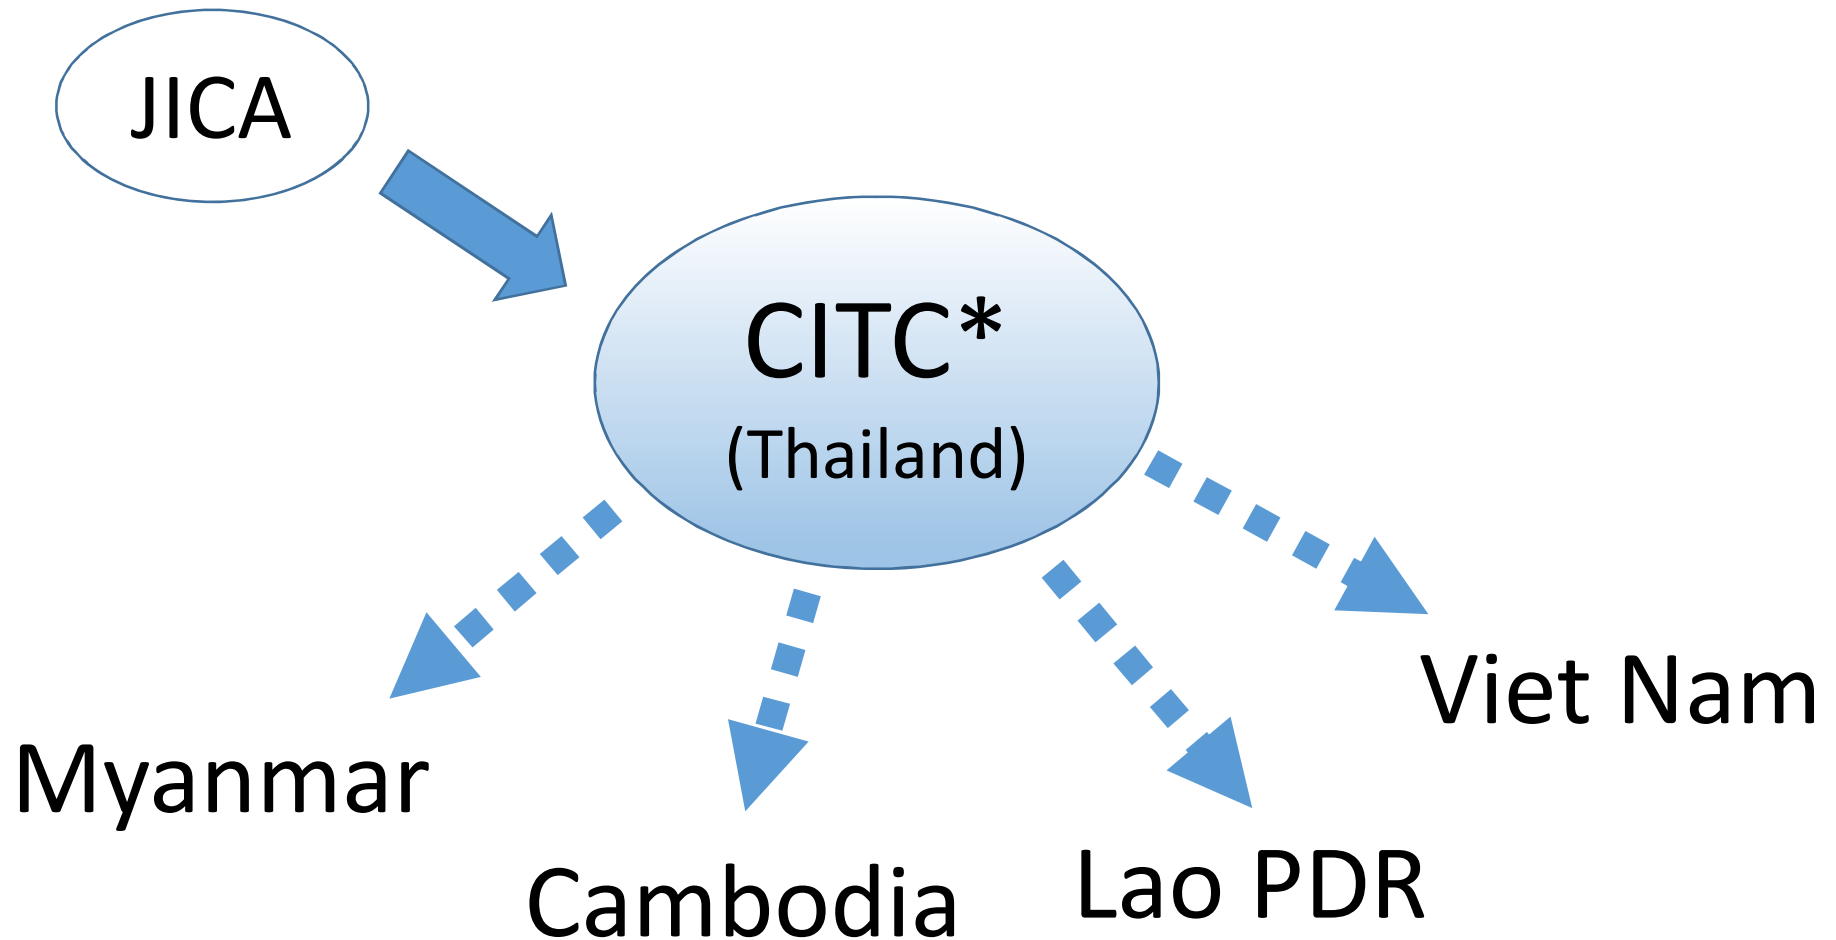 JICA
CITC*
(Thailand)
Viet Nam
Myanmar
Cambodia
Lao PDR